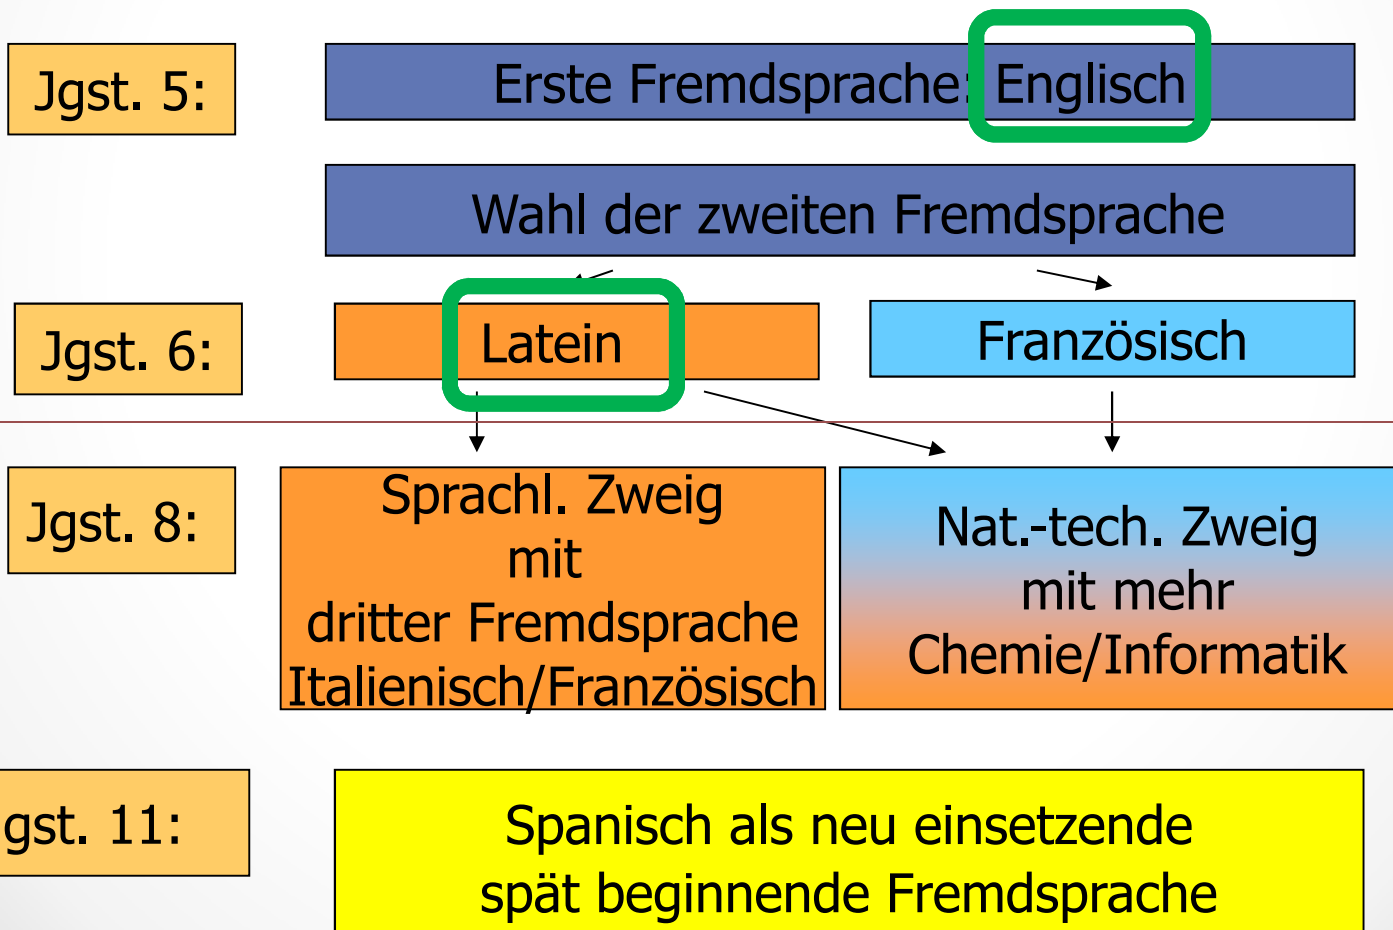 Jgst. 5:
Erste Fremdsprache: Englisch
Wahl der zweiten Fremdsprache
Jgst. 6:
Latein
Französisch
Jgst. 8:
Sprachl. Zweig
mit
dritter Fremdsprache
Italienisch/Französisch
Nat.-tech. Zweig
mit mehr
Chemie/Informatik
gst. 11:
Spanisch als neu einsetzende
spät beginnende Fremdsprache